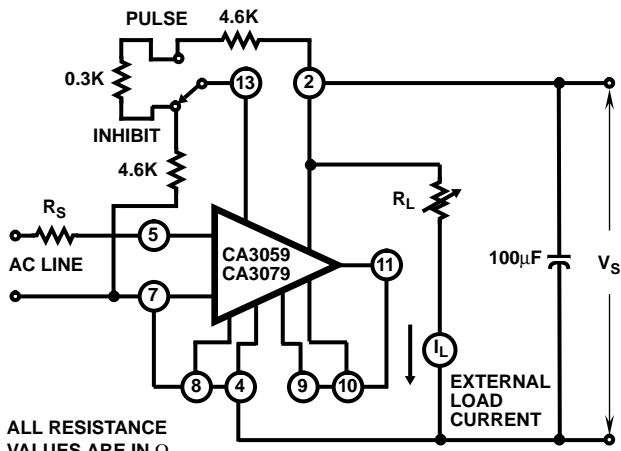 PULSE
4.6K
0.3K
13
2
INHIBIT
4.6K
RS
RL
5
CA3059
CA3079
AC LINE
11
100µF
VS
7
IL
8
4
9
10
EXTERNAL
LOAD
CURRENT
ALL RESISTANCE
VALUES ARE IN Ω